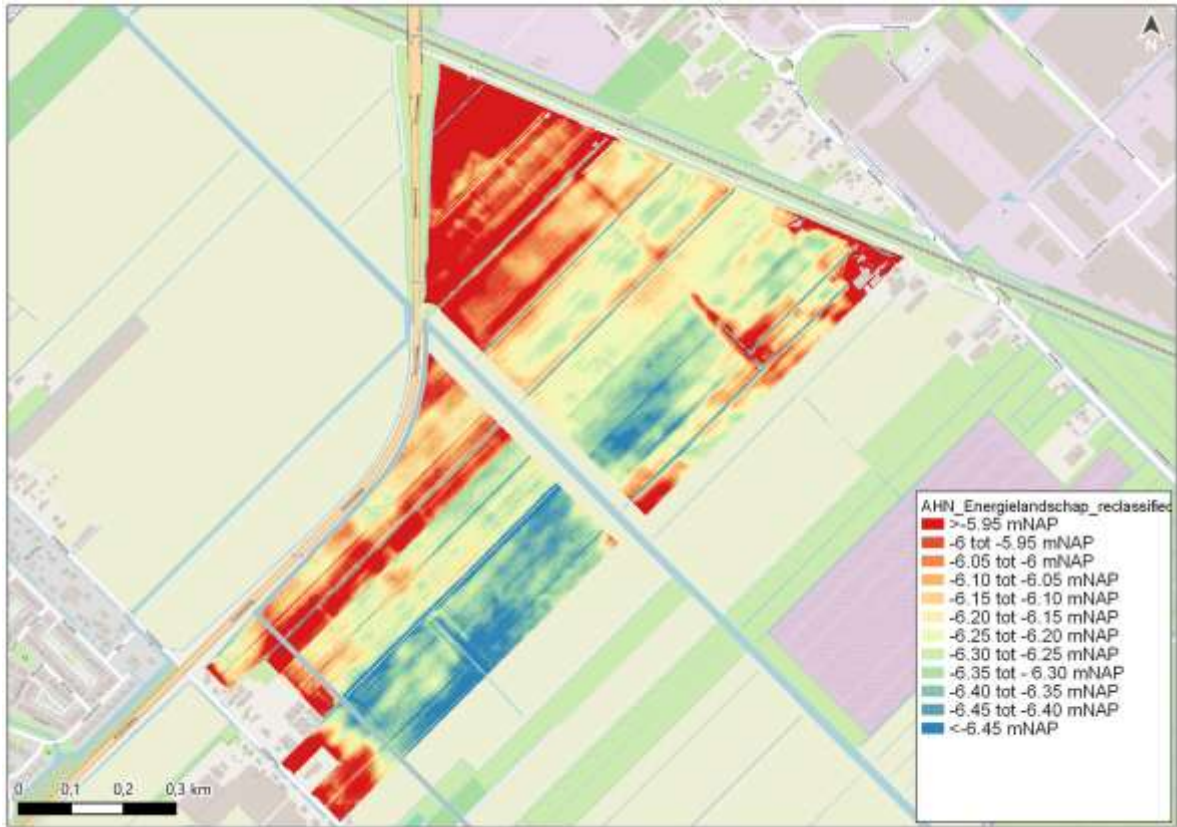 N
AHN_Energielandschap_reclassified
>-5.95 mNAP
-6 tot -5.95 mNAP
-6.05 tot -6 mNAP
-6.10 tot -6.05 mNAP
-6.15 tot -6.10 mNAP
-6.20 tot -6.15 mNAP
-6.25 tot -6.20 mNAP
-6.30 tot -6.25 mNAP
-6.35 tot - 6.30 mNAP
-6.40 tot -6.35 mNAP
-6.45 tot -6.40 mNAP
<-6.45 mNAP
0 0,1 0,2 0,3 km